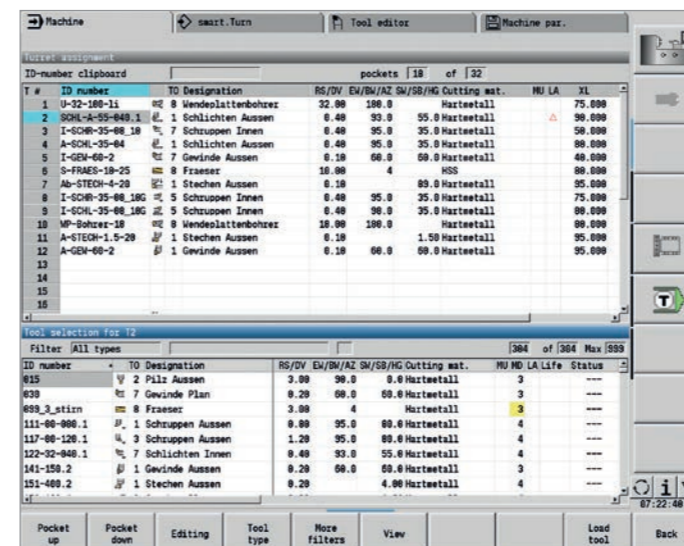 Machine smart.Turn Tool editor Machine par.
Turret assignment
ID-number clipboard pockets 18 of 32
T # ID number TO Designation RS/DV EW/BW/AZ SW/SB/HG Cutting mat. MU LA XL
1 U-32-100-li 8 Wendeplattenbohrer 32.00 180.0 Hartmetall 75.000
2 SCHL-A-55-040.1 1 Schlichten Aussen 0.40 93.0 55.0 Hartmetall 90.000
3 I-SCHR-35-08_10 7 Schruppen Innen 0.40 95.0 35.0 Hartmetall 50.000
4 A-SCHL-35-04 1 Schlichten Aussen 0.40 95.0 35.0 Hartmetall 80.000
5 I-GEW-60-2 7 Gewinde Aussen 0.10 60.0 60.0 Hartmetall 40.000
6 S-FRAES-10-25 8 Fraeser 10.00 4 HSS 80.000
7 Ab-STECH-4-20 1 Stechen Aussen 0.10 89.0 Hartmetall 95.000
8 I-SCHR-35-08_10G 5 Schruppen Innen 0.40 95.0 35.0 Hartmetall 75.000
9 I-SCHL-35-08_10G 5 Schruppen Innen 0.40 90.0 35.0 Hartmetall 80.000
10 WP-Bohrer-18 8 Wendeplattenbohrer 18.00 180.0 Hartmetall 80.000
11 A-STECH-1.5-20 1 Stechen Aussen 0.10 1.50 Hartmetall 95.000
12 A-GEW-60-2 1 Gewinde Aussen 0.10 60.0 60.0 Hartmetall 95.000
13
14
15
16
Tool selection for T2
Filter All types 304 of 304 Max 999
ID number TO Designation RS/DV EW/BW/AZ SW/SB/HG Cutting mat. MU MD LA Life Status
015 2 Pilz Aussen 3.00 90.0 0.0 Hartmetall 3 ---
030 7 Gewinde Plan 0.20 60.0 60.0 Hartmetall 3 ---
099_3_stirn 8 Fraeser 3.00 4 Hartmetall 3 ---
111-80-080.1 1 Schruppen Aussen 0.80 95.0 80.0 Hartmetall 4 ---
117-80-120.1 3 Schruppen Aussen 1.20 95.0 80.0 Hartmetall 4 ---
122-32-040.1 7 Schlichten Innen 0.40 93.0 55.0 Hartmetall 4 ---
141-150.2 1 Gewinde Aussen 0.20 60.0 60.0 Hartmetall 3 ---
151-400.2 1 Stechen Aussen 0.20 4.00 Hartmetall 4 ---
T
i
07:22:40
Pocket up Pocket down Editing Tool type More filters View Load tool Back